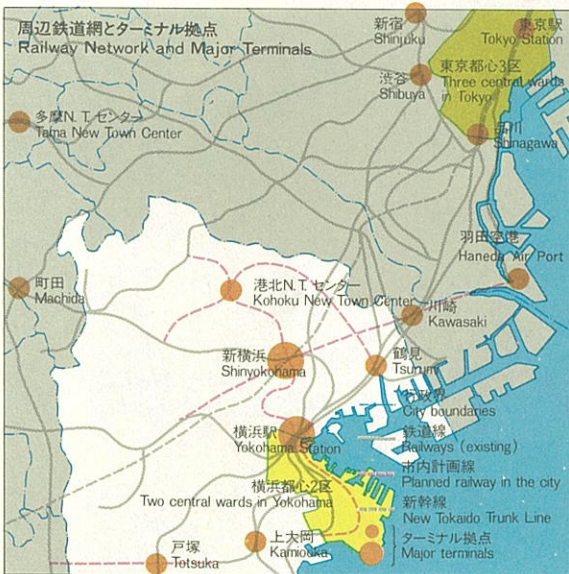 周辺鉄道網とターミナル拠点
Railway Network and Major Terminals
新宿
Shinjuku
東京駅
Tokyo Station
渋谷
Shibuya
東京都心3区
Three central wards
in Tokyo
多摩N.T.センター
Tama New Town Center
品川
Shinagawa
羽田空港
Haneda Air Port
町田
Machida
港北N.T.センター
Kohoku New Town Center
川崎
Kawasaki
新横浜
Shinyokohama
鶴見
Tsurumi
行政界
City boundaries
横浜駅
Yokohama Station
鉄道線
Railways (existing)
市内計画線
Planned railway in the city
横浜都心2区
Two central wards in Yokohama
新幹線
New Tokaido Trunk Line
ターミナル拠点
Major terminals
上大岡
Kamiooka
戸塚
Totsuka